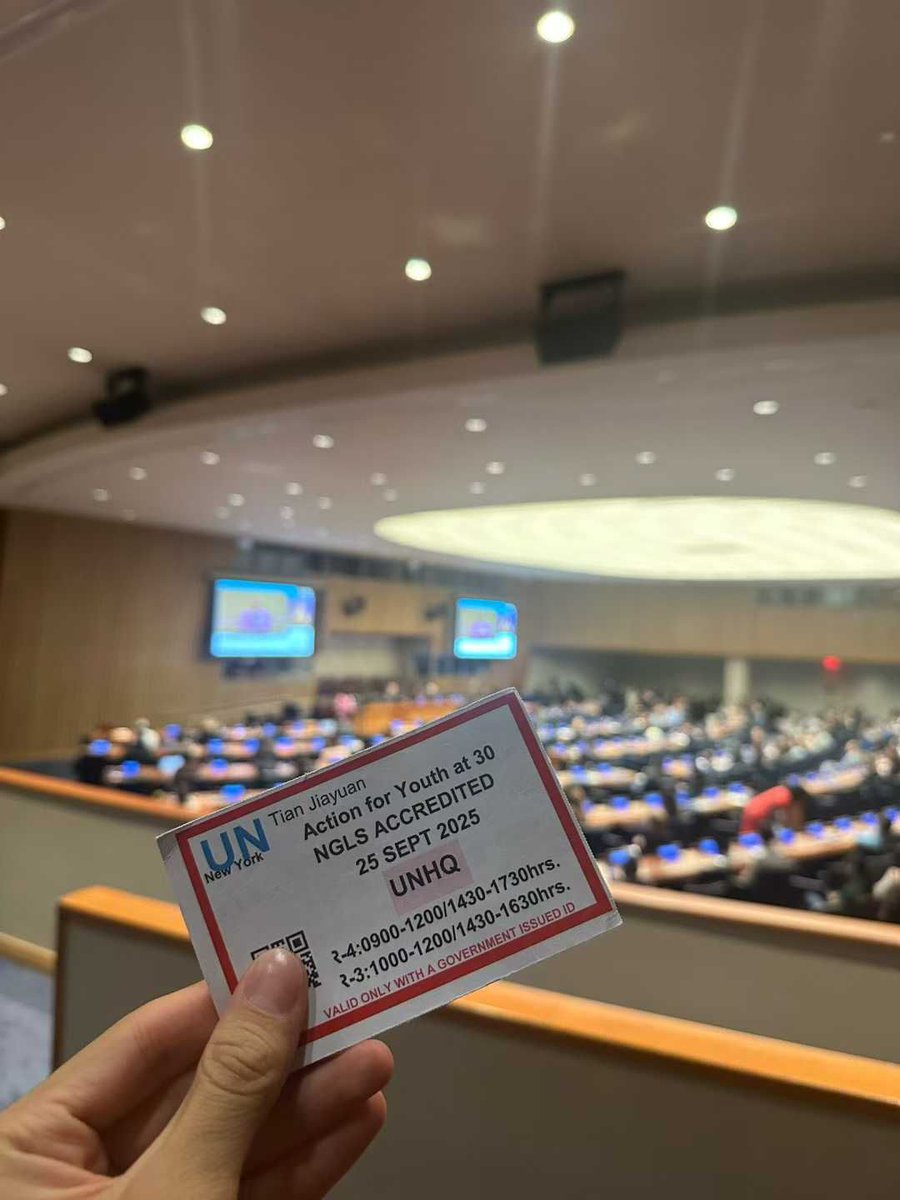 UN
New York
Tian Jiayuan
Action for Youth at 30
NGLS ACCREDITED
25 SEPT 2025
UNHQ
R-4:0900-1200/1430-1730hrs.
R-3:1000-1200/1430-1630hrs.
VALID ONLY WITH A GOVERNMENT ISSUED ID